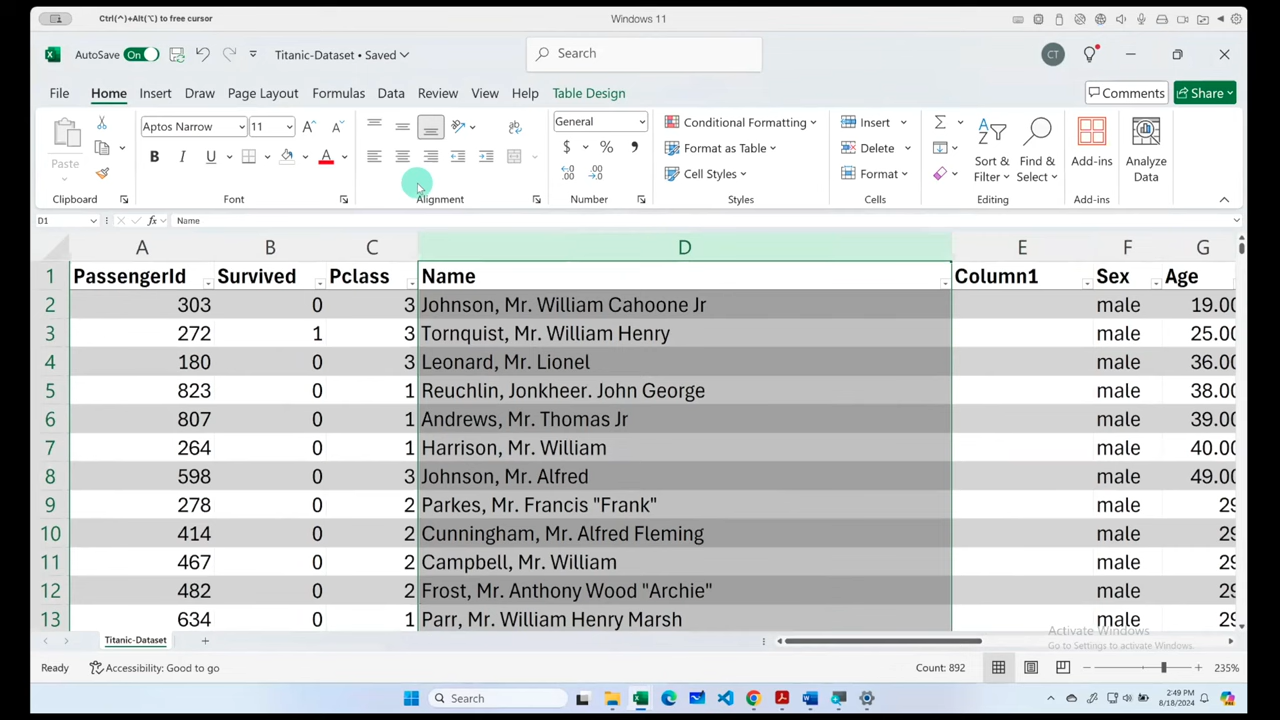 Ctrl(^)+Alt(⌥) to free cursor
Windows 11
AutoSave On Titanic-Dataset • Saved Search CT
File Home Insert Draw Page Layout Formulas Data Review View Help Table Design Comments Share
Aptos Narrow 11 General Conditional Formatting Insert
Paste B I U A $ % , Format as Table Delete Sort & Filter Find & Select Add-ins Analyze Data
Cell Styles Format
Clipboard Font Alignment Number Styles Cells Editing Add-ins
D1 fx Name
A B C D E F G
1 PassengerId Survived Pclass Name Column1 Sex Age
2 303 0 3 Johnson, Mr. William Cahoone Jr male 19.00
3 272 1 3 Tornquist, Mr. William Henry male 25.00
4 180 0 3 Leonard, Mr. Lionel male 36.00
5 823 0 1 Reuchlin, Jonkheer. John George male 38.00
6 807 0 1 Andrews, Mr. Thomas Jr male 39.00
7 264 0 1 Harrison, Mr. William male 40.00
8 598 0 3 Johnson, Mr. Alfred male 49.00
9 278 0 2 Parkes, Mr. Francis "Frank" male 29
10 414 0 2 Cunningham, Mr. Alfred Fleming male 29
11 467 0 2 Campbell, Mr. William male 29
12 482 0 2 Frost, Mr. Anthony Wood "Archie" male 29
13 634 0 1 Parr, Mr. William Henry Marsh male 29
Activate Windows
Go to Settings to activate Windows.
Titanic-Dataset
Ready Accessibility: Good to go Count: 892 235%
Search 2:49 PM
8/18/2024